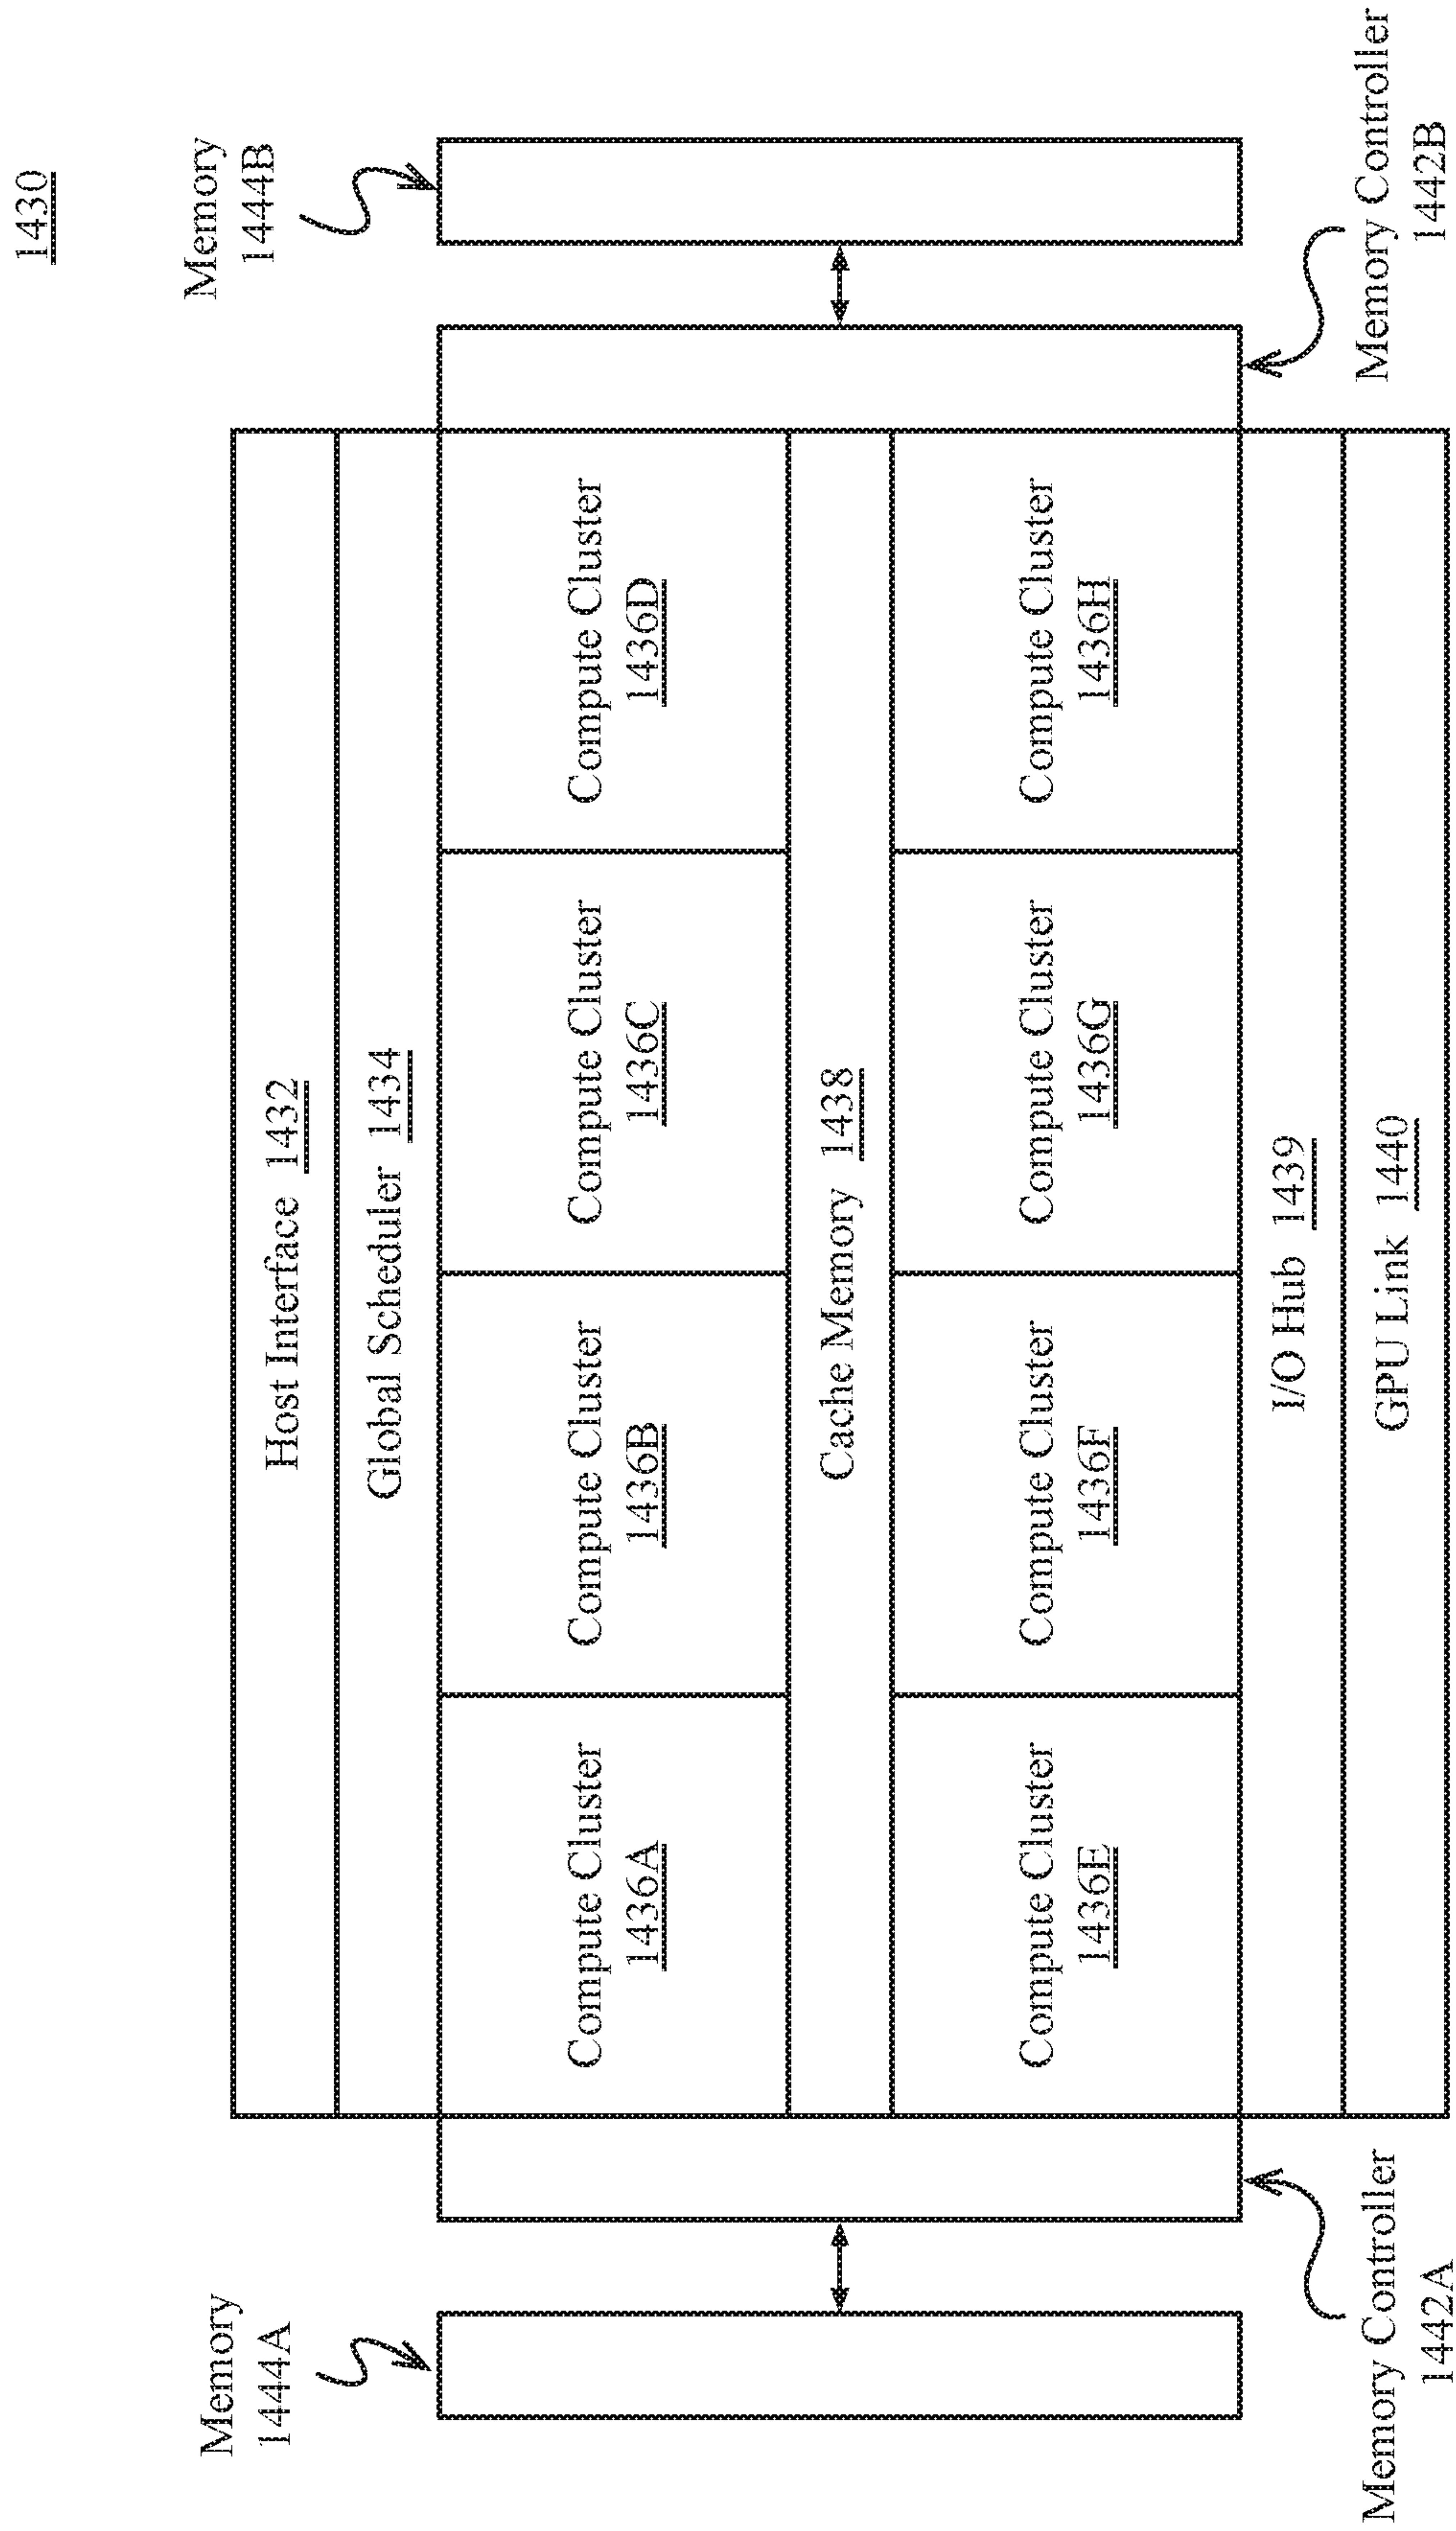 1430
Memory
1444A
Memory
1444B
Host Interface 1432
Global Scheduler 1434
Compute Cluster
1436A
Compute Cluster
1436B
Compute Cluster
1436C
Compute Cluster
1436D
Cache Memory 1438
Compute Cluster
1436E
Compute Cluster
1436F
Compute Cluster
1436G
Compute Cluster
1436H
I/O Hub 1439
GPU Link 1440
Memory Controller
1442A
Memory Controller
1442B